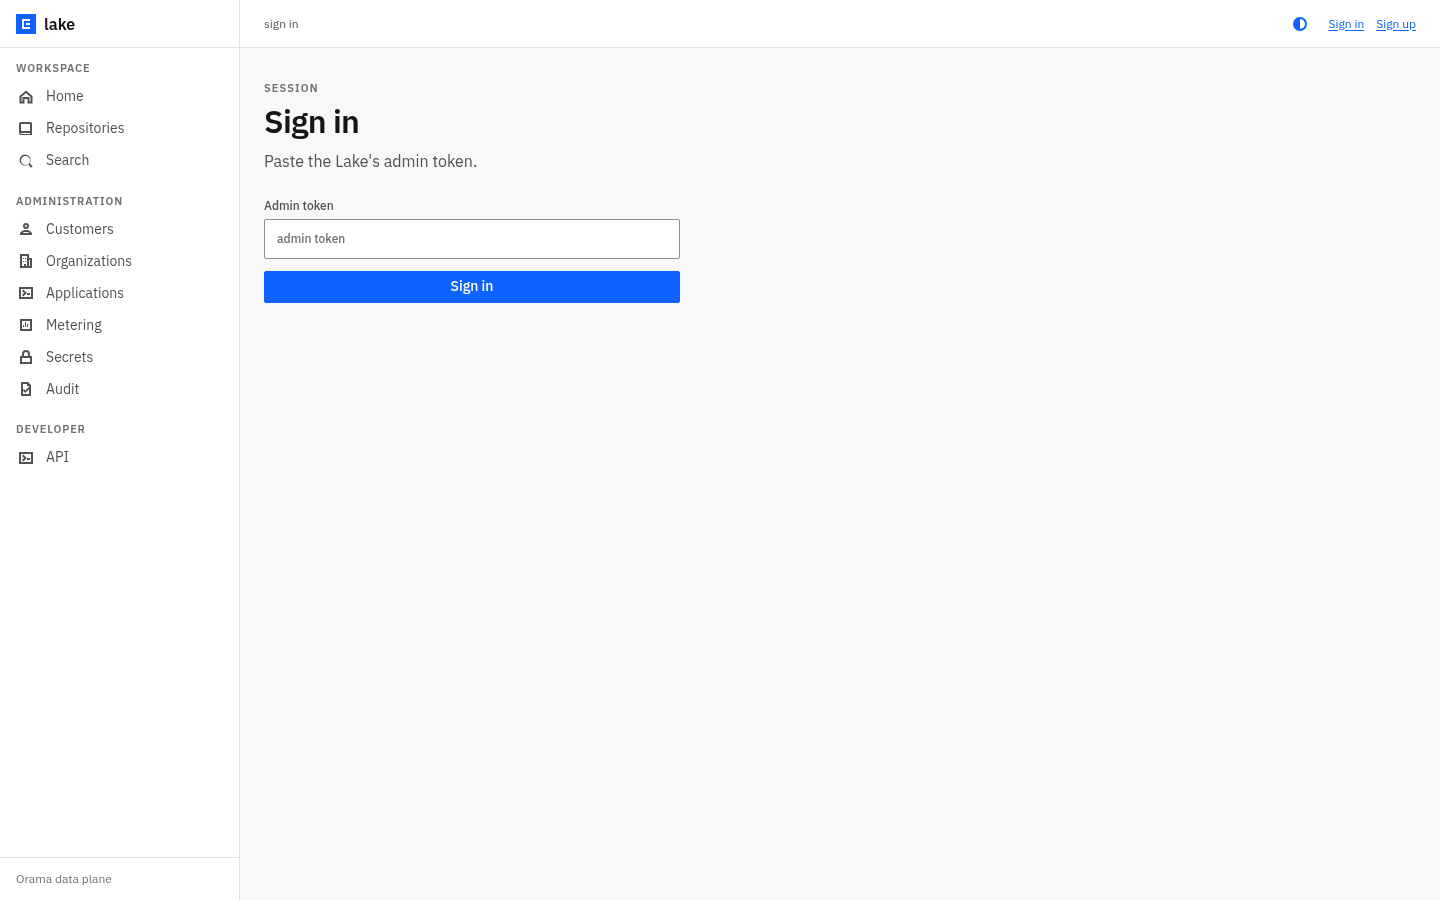 lake
sign in
Sign in
Sign up
WORKSPACE
Home
Repositories
Search
ADMINISTRATION
Customers
Organizations
Applications
Metering
Secrets
Audit
DEVELOPER
API
Orama data plane
SESSION
Sign in
Paste the Lake's admin token.
Admin token
admin token
Sign in